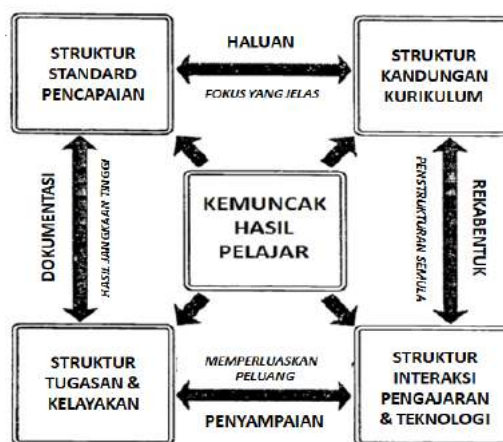 STRUKTUR
STANDARD
PENCAPAIAN
HALUAN
FOKUS YANG JELAS
STRUKTUR
KANDUNGAN
KURIKULUM
DOKUMENTASI
HASIL JANGKAAN TINGGI
KEMUNCAK
HASIL
PELAJAR
PENSTRUKTURAN SEMULA
REKABENTUK
STRUKTUR
TUGASAN &
KELAYAKAN
MEMPERLUASKAN
PELUANG
PENYAMPAIAN
STRUKTUR
INTERAKSI
PENGAJARAN
& TEKNOLOGI